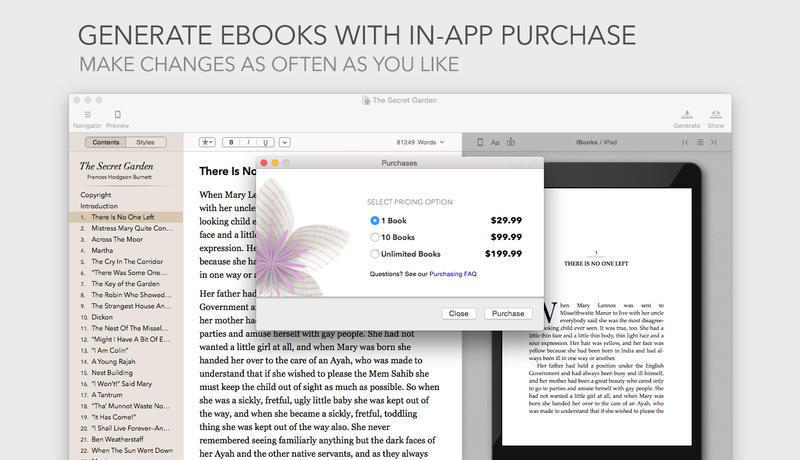 GENERATE EBOOKS WITH IN-APP PURCHASE
MAKE CHANGES AS OFTEN AS YOU LIKE
The Secret Garden
Navigator Preview
Generate Show
Contents Styles
B I U
81249 Words
Aa
iBooks / iPad
The Secret Garden
Frances Hodgson Burnett
Copyright
Introduction
1. There Is No One Left
2. Mistress Mary Quite Con...
3. Across The Moor
4. Martha
5. The Cry In The Corridor
6. "There Was Some One...
7. The Key of the Garden
8. The Robin Who Showed...
9. The Strangest House An...
10. Dickon
11. The Nest Of The Missel...
12. "Might I Have A Bit Of E...
13. "I Am Colin"
14. A Young Rajah
15. Nest Building
16. "I Won't!" Said Mary
17. A Tantrum
18. "Tha' Munnot Waste No...
19. "It Has Come!"
20. "I Shall Live Forever–An...
21. Ben Weatherstaff
22. When The Sun Went Down
There Is No
When Mary Le
with her uncle
looking child e
face and a little
expression. He
because she ha
in one way or a
Her father had
Government a
her mother had
parties and amuse herself with gay people. She had not
wanted a little girl at all, and when Mary was born she
handed her over to the care of an Ayah, who was made to
understand that if she wished to please the Mem Sahib she
must keep the child out of sight as much as possible. So when
she was a sickly, fretful, ugly little baby she was kept out of
the way, and when she became a sickly, fretful, toddling
thing she was kept out of the way also. She never
remembered seeing familiarly anything but the dark faces of
her Ayah and the other native servants, and as they always
Purchases
SELECT PRICING OPTION
1 Book $29.99
10 Books $99.99
Unlimited Books $199.99
Questions? See our Purchasing FAQ
Close Purchase
1
THERE IS NO ONE LEFT
When Mary Lennox was sent to
Misselthwaite Manor to live with her uncle
everybody said she was the most disagree-
looking child ever seen. It was true, too. She had a
little thin face and a little thin body, thin light hair and a
sour expression. Her hair was yellow, and her face was
yellow because she had been born in India and had al-
ways been ill in one way or another.
Her father had held a position under the English
Government and had always been busy and ill himself,
and her mother had been a great beauty who cared only
to go to parties and amuse herself with gay people. She
had not wanted a little girl at all, and when Mary was
born she handed her over to the care of an Ayah, who
was made to understand that if she wished to please the